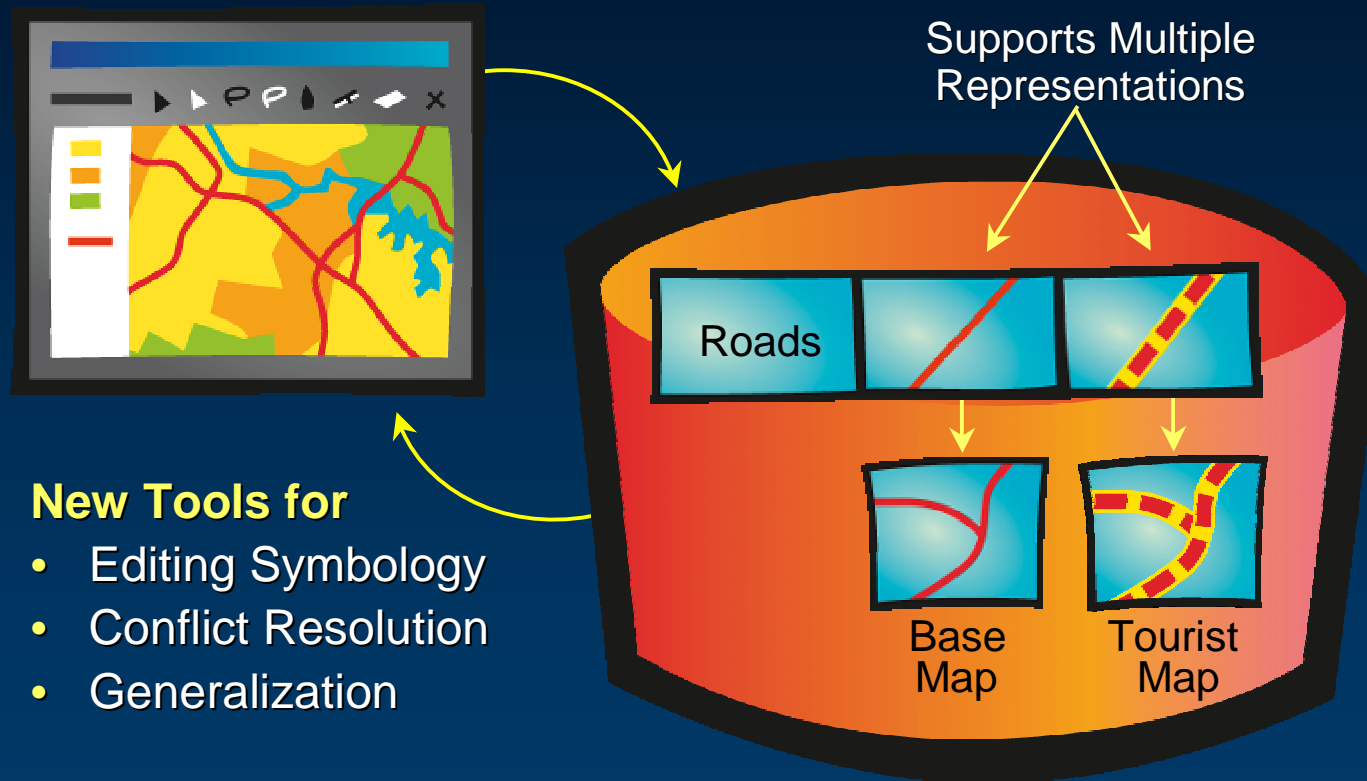 Supports Multiple
Representations
Roads
Base
Map
Tourist
Map
New Tools for
• Editing Symbology
• Conflict Resolution
• Generalization